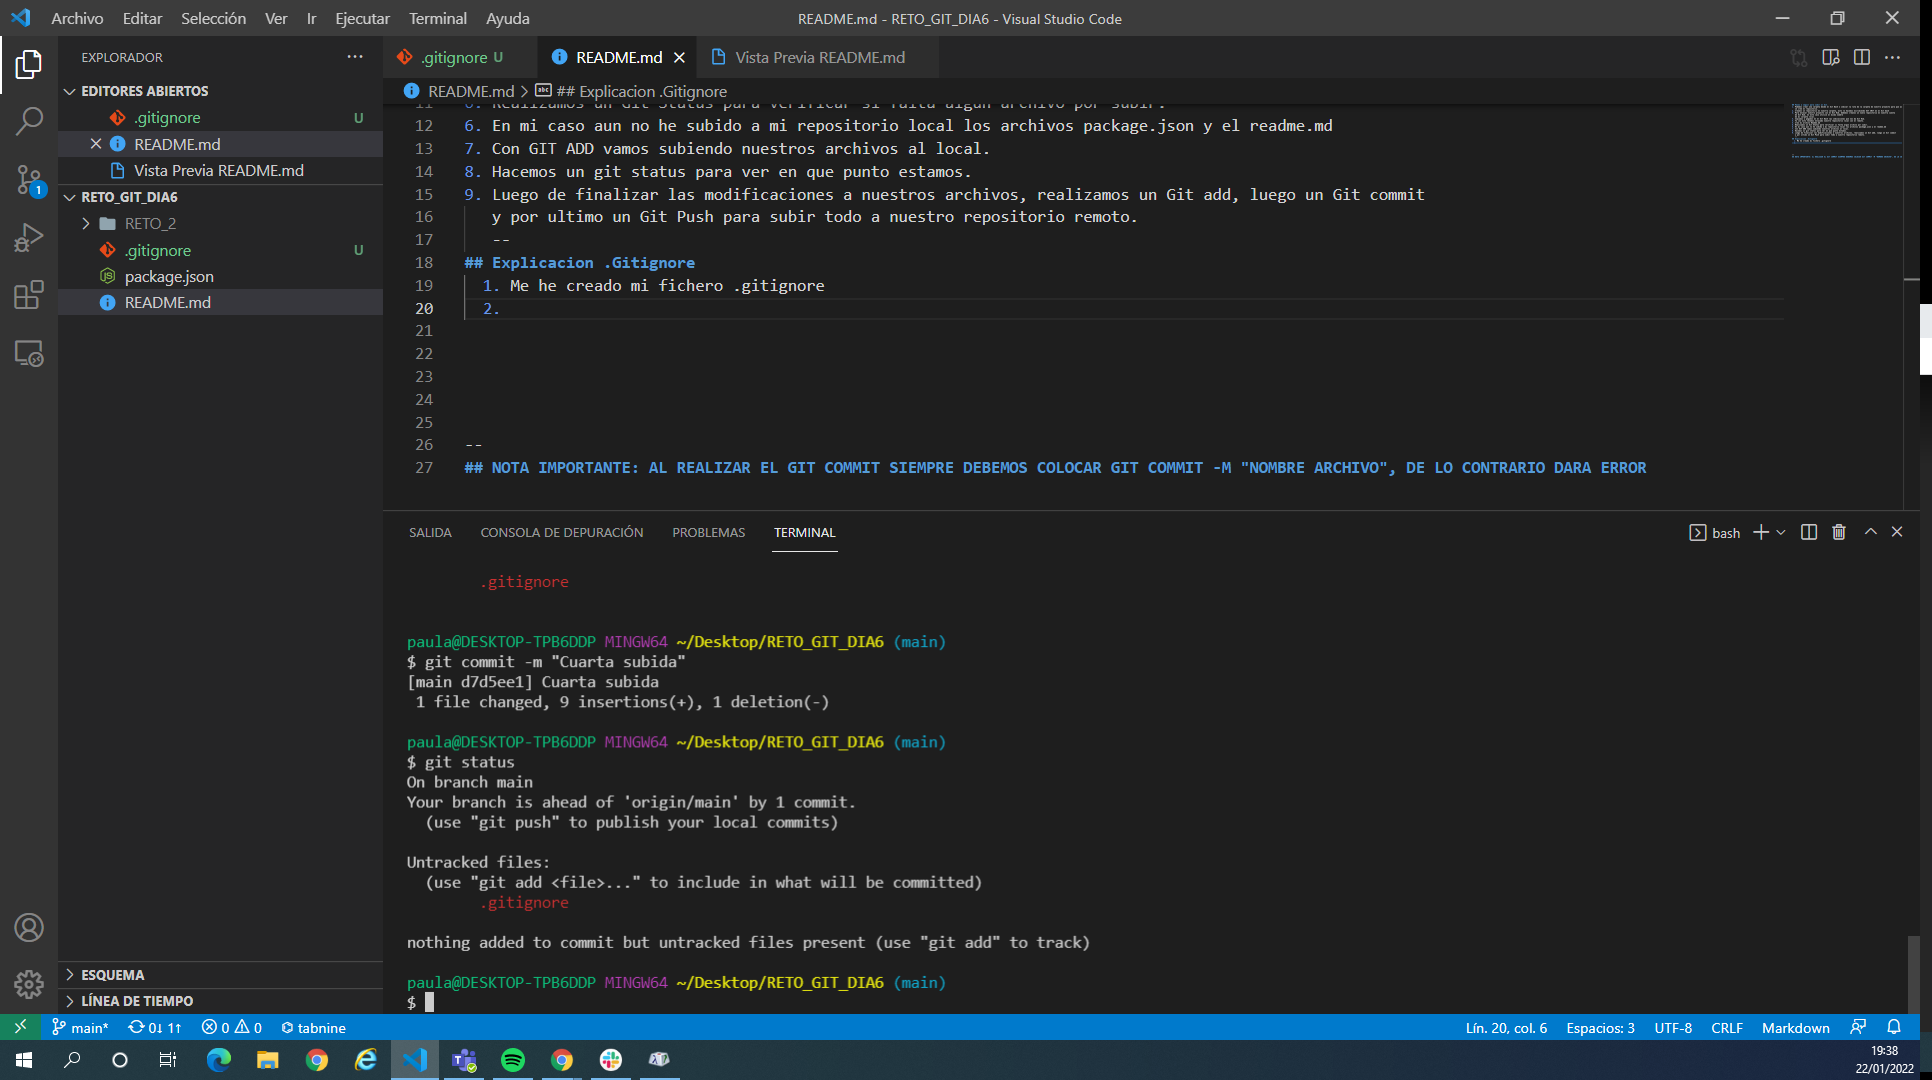 Archivo Editar Selección Ver Ir Ejecutar Terminal Ayuda
README.md - RETO_GIT_DIA6 - Visual Studio Code
EXPLORADOR
EDITORES ABIERTOS
.gitignore U
README.md
Vista Previa README.md
RETO_GIT_DIA6
RETO_2
.gitignore U
package.json
README.md
ESQUEMA
LÍNEA DE TIEMPO
1
.gitignore U
README.md
Vista Previa README.md
README.md > ## Explicacion .Gitignore
Realizamos un Git Status para verificar si falta algun archivo por subir.
12 6. En mi caso aun no he subido a mi repositorio local los archivos package.json y el readme.md
13 7. Con GIT ADD vamos subiendo nuestros archivos al local.
14 8. Hacemos un git status para ver en que punto estamos.
15 9. Luego de finalizar las modificaciones a nuestros archivos, realizamos un Git add, luego un Git commit
16 y por ultimo un Git Push para subir todo a nuestro repositorio remoto.
17 --
18 ## Explicacion .Gitignore
19 1. Me he creado mi fichero .gitignore
20 2.
21
22
23
24
25
26 --
27 ## NOTA IMPORTANTE: AL REALIZAR EL GIT COMMIT SIEMPRE DEBEMOS COLOCAR GIT COMMIT -M "NOMBRE ARCHIVO", DE LO CONTRARIO DARA ERROR
SALIDA CONSOLA DE DEPURACIÓN PROBLEMAS TERMINAL
bash
.gitignore
paula@DESKTOP-TPB6DDP MINGW64 ~/Desktop/RETO_GIT_DIA6 (main)
$ git commit -m "Cuarta subida"
[main d7d5ee1] Cuarta subida
1 file changed, 9 insertions(+), 1 deletion(-)
paula@DESKTOP-TPB6DDP MINGW64 ~/Desktop/RETO_GIT_DIA6 (main)
$ git status
On branch main
Your branch is ahead of 'origin/main' by 1 commit.
(use "git push" to publish your local commits)
Untracked files:
(use "git add <file>..." to include in what will be committed)
.gitignore
nothing added to commit but untracked files present (use "git add" to track)
paula@DESKTOP-TPB6DDP MINGW64 ~/Desktop/RETO_GIT_DIA6 (main)
$
main* 0↓ 1↑ 0 0 tabnine
Lín. 20, col. 6 Espacios: 3 UTF-8 CRLF Markdown
19:38
22/01/2022